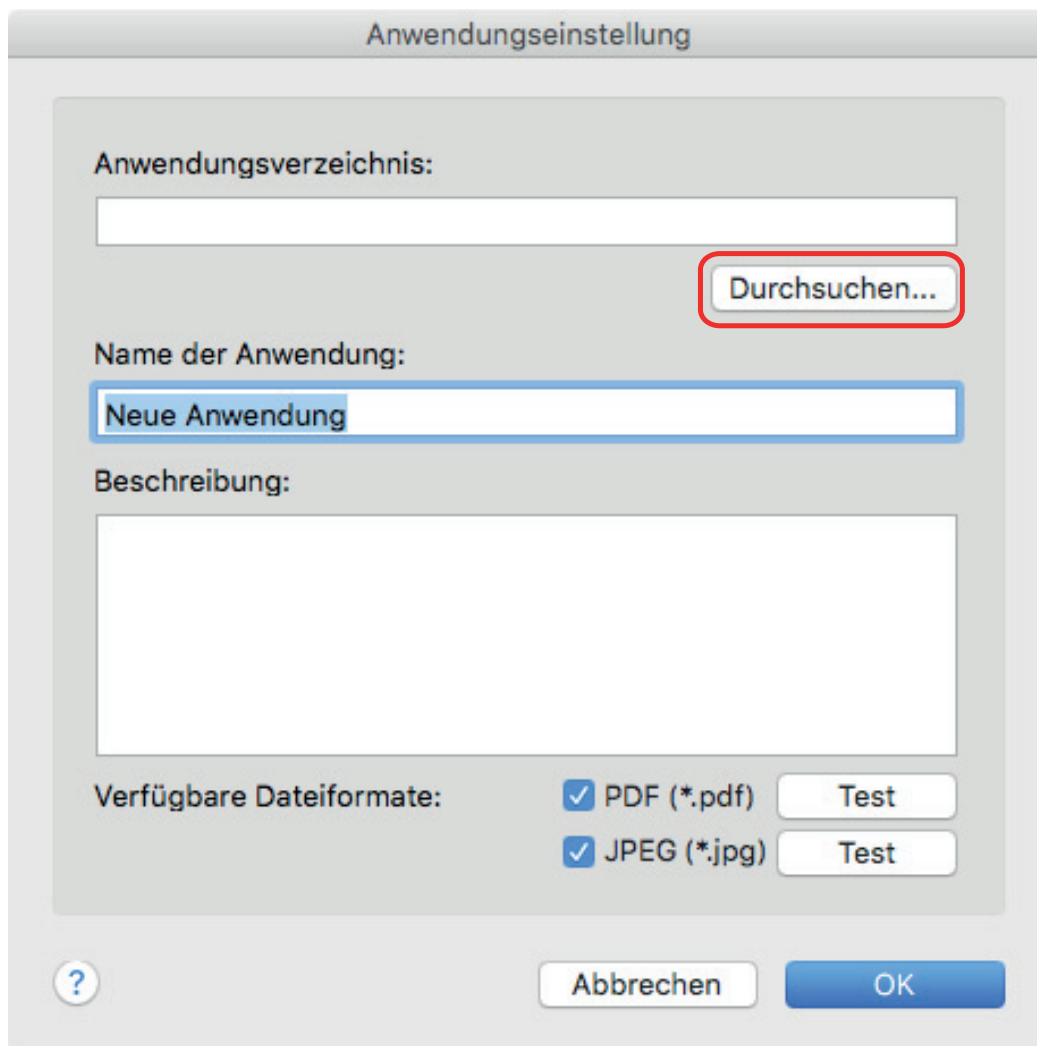 Anwendungseinstellung
Anwendungsverzeichnis:
Durchsuchen...
Name der Anwendung:
Neue Anwendung
Beschreibung:
Verfügbare Dateiformate:
PDF (*.pdf)
Test
JPEG (*.jpg)
Test
?
Abbrechen
OK